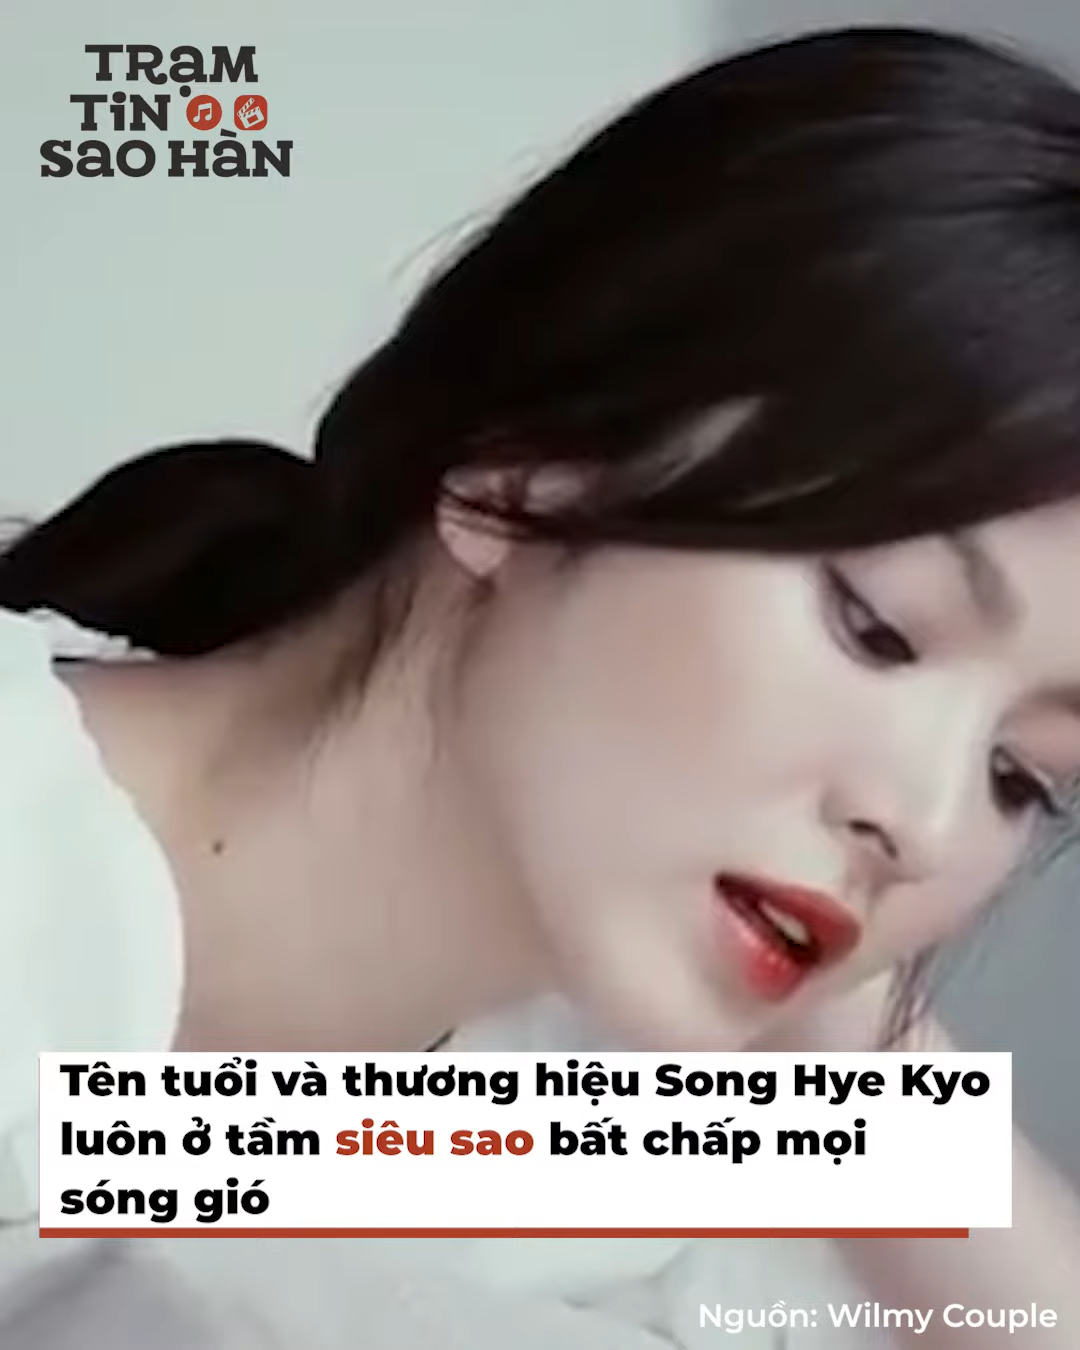 TRẠM
TIN
SAO HÀN
Tên tuổi và thương hiệu Song Hye Kyo
luôn ở tầm siêu sao bất chấp mọi
sóng gió
Nguồn: Wilmy Couple